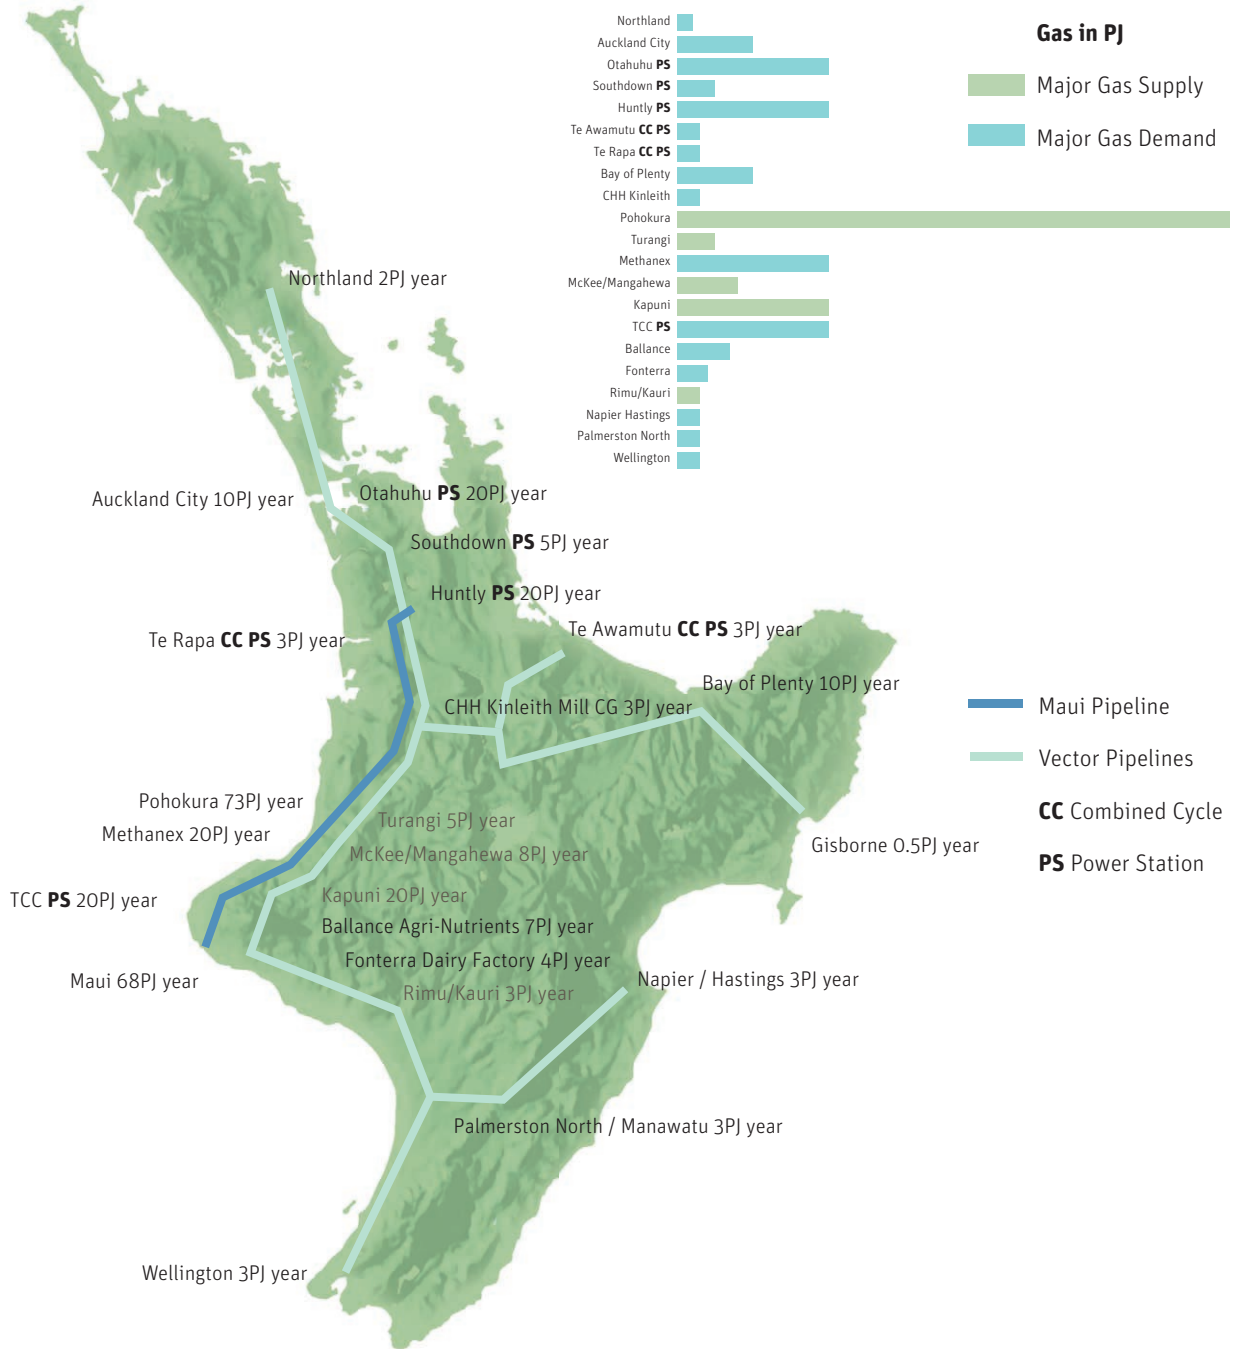 Northland
Auckland City
Otahuhu PS
Southdown PS
Huntly PS
Te Awamutu CC PS
Te Rapa CC PS
Bay of Plenty
CHH Kinleith
Pohokura
Turangi
Methanex
McKee/Mangahewa
Kapuni
TCC PS
Ballance
Fonterra
Rimu/Kauri
Napier Hastings
Palmerston North
Wellington
Gas in PJ
Major Gas Supply
Major Gas Demand
Northland 2PJ year
Auckland City 10PJ year
Otahuhu PS 20PJ year
Southdown PS 5PJ year
Huntly PS 20PJ year
Te Awamutu CC PS 3PJ year
Te Rapa CC PS 3PJ year
Bay of Plenty 10PJ year
CHH Kinleith Mill CG 3PJ year
Maui Pipeline
Vector Pipelines
CC Combined Cycle
PS Power Station
Pohokura 73PJ year
Methanex 20PJ year
Turangi 5PJ year
McKee/Mangahewa 8PJ year
Gisborne 0.5PJ year
TCC PS 20PJ year
Kapuni 20PJ year
Ballance Agri-Nutrients 7PJ year
Fonterra Dairy Factory 4PJ year
Maui 68PJ year
Rimu/Kauri 3PJ year
Napier / Hastings 3PJ year
Palmerston North / Manawatu 3PJ year
Wellington 3PJ year